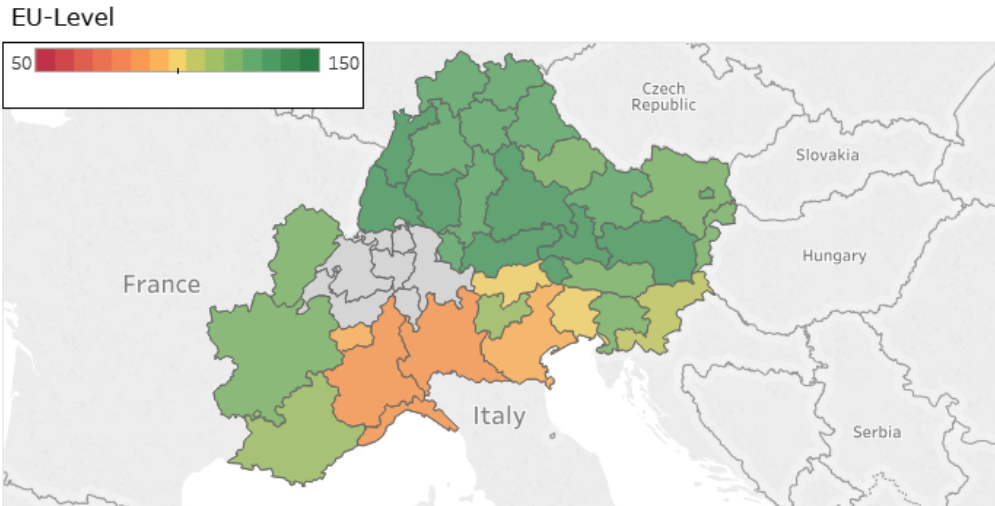 EU-Level
50 150
Czech
Republic
Slovakia
France
Hungary
Italy
Serbia